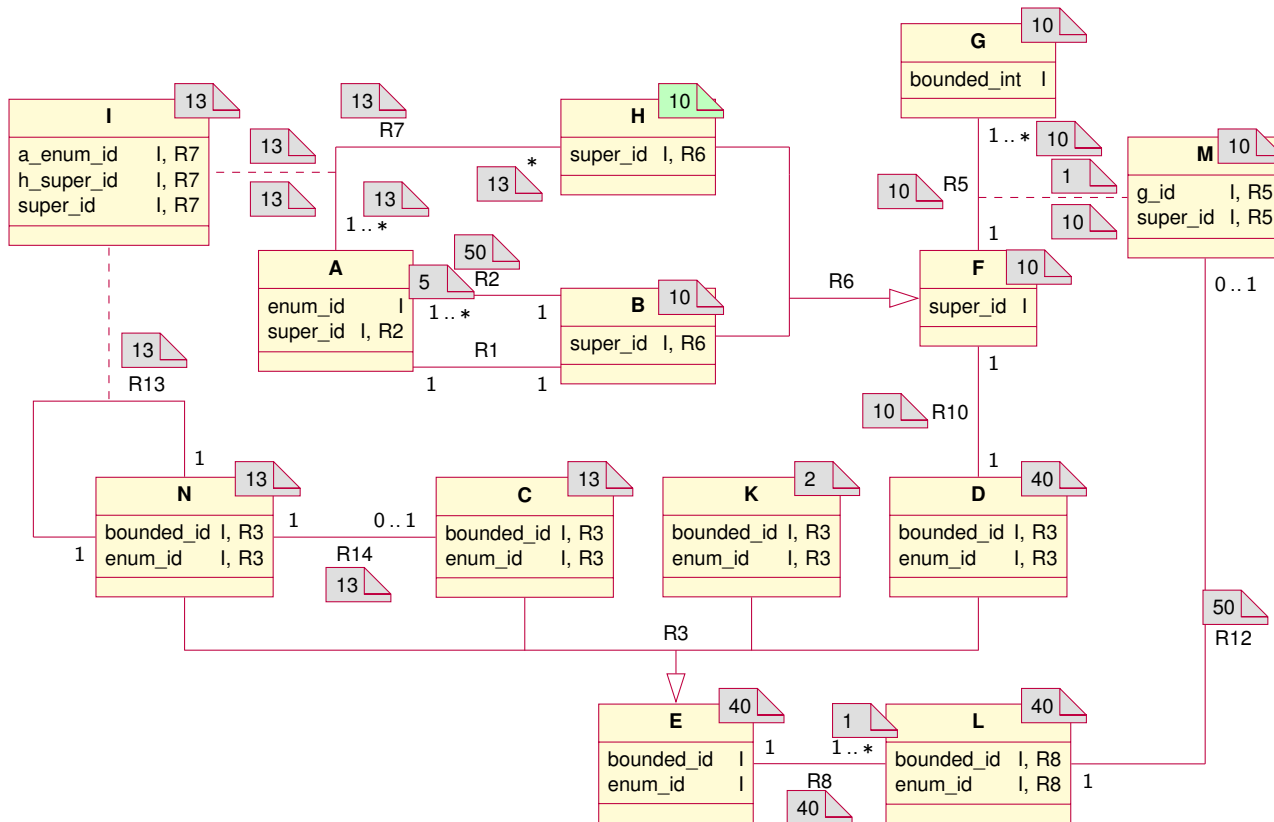 G
10
bounded_int I
I
13
a_enum_id I, R7
h_super_id I, R7
super_id I, R7
13
R7
13
13
H
10
super_id I, R6
*
13
13
1 .. *
1 .. *
10
R5
10
1
10
1
M
10
g_id I, R5
super_id I, R5
0 .. 1
A
enum_id I
super_id I, R2
50
R2
5
1 .. *
1
R1
1
1
B
10
super_id I, R6
R6
F
10
super_id I
1
10
R10
1
13
R13
1
1
N
13
bounded_id I, R3
enum_id I, R3
1
0 .. 1
R14
13
C
13
bounded_id I, R3
enum_id I, R3
K
2
bounded_id I, R3
enum_id I, R3
D
40
bounded_id I, R3
enum_id I, R3
50
R12
R3
E
40
bounded_id I
enum_id I
1
1
1 .. *
R8
40
L
40
bounded_id I, R8
enum_id I, R8
1